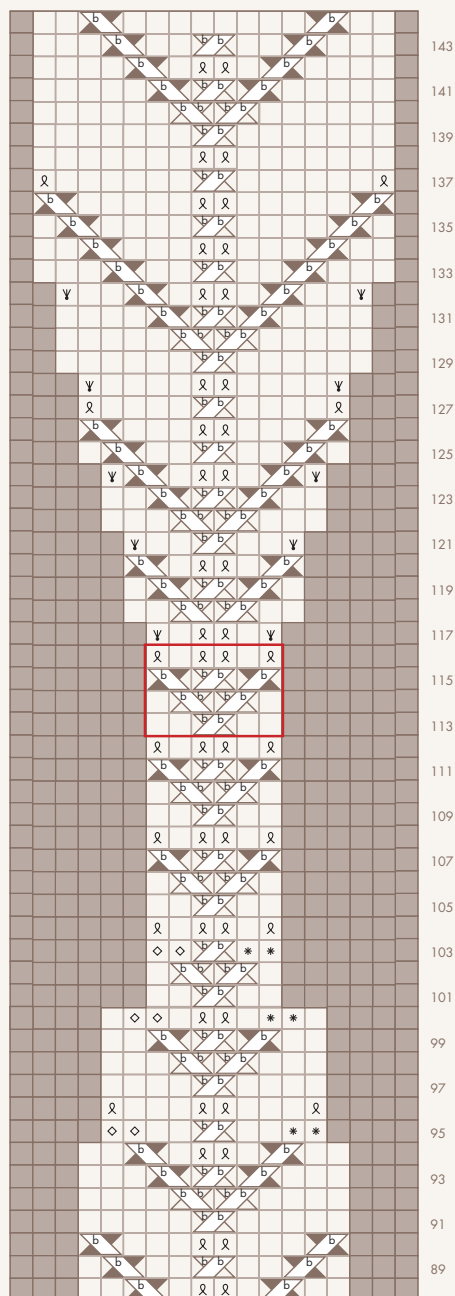 b b
b b b b 143
b b
b b b b 141
b b b b
b b 139
b b 137
b b
b b b b 135
b b
b b b b 133
b b
b b b b 131
b b b b
b b 129
b b 127
b b
b b b b 125
b b
b b b b 123
b b b b
b b 121
b b
b b b b 119
b b b b
117
b b b b 115
b b b b
b b 113
b b b b 111
b b b b
b b 109
b b b b 107
b b b b
b b 105
b b 103
b b b b
b b 101
b b b b 99
b b b b
b b 97
b b 95
b b
b b b b 93
b b b b
b b 91
b b
b b b b 89
b b